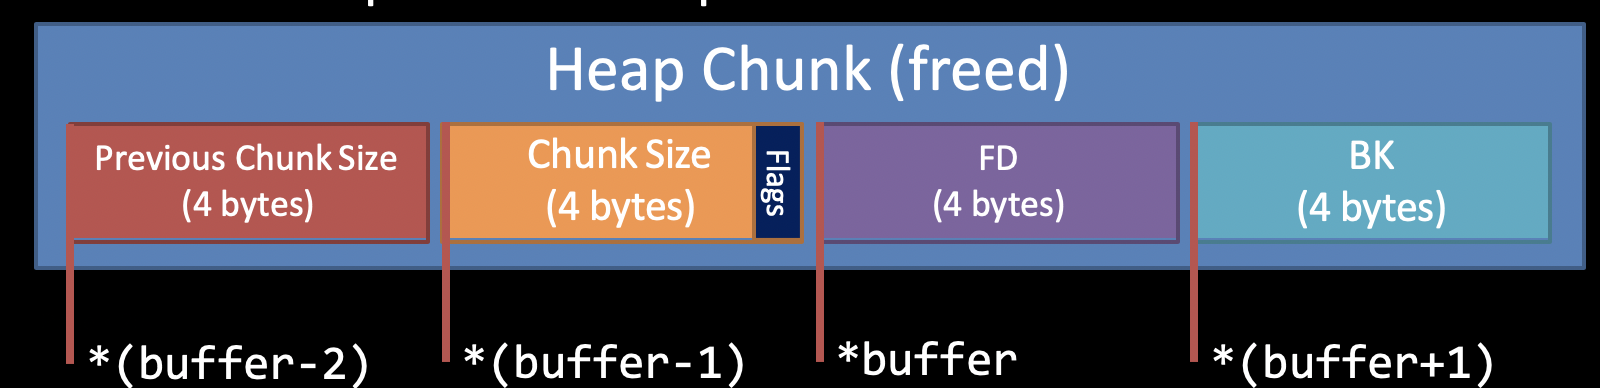 Heap Chunk (freed)
Previous Chunk Size
(4 bytes)
Chunk Size
(4 bytes)
Flags
FD
(4 bytes)
BK
(4 bytes)
*(buffer-2)
*(buffer-1)
*buffer
*(buffer+1)